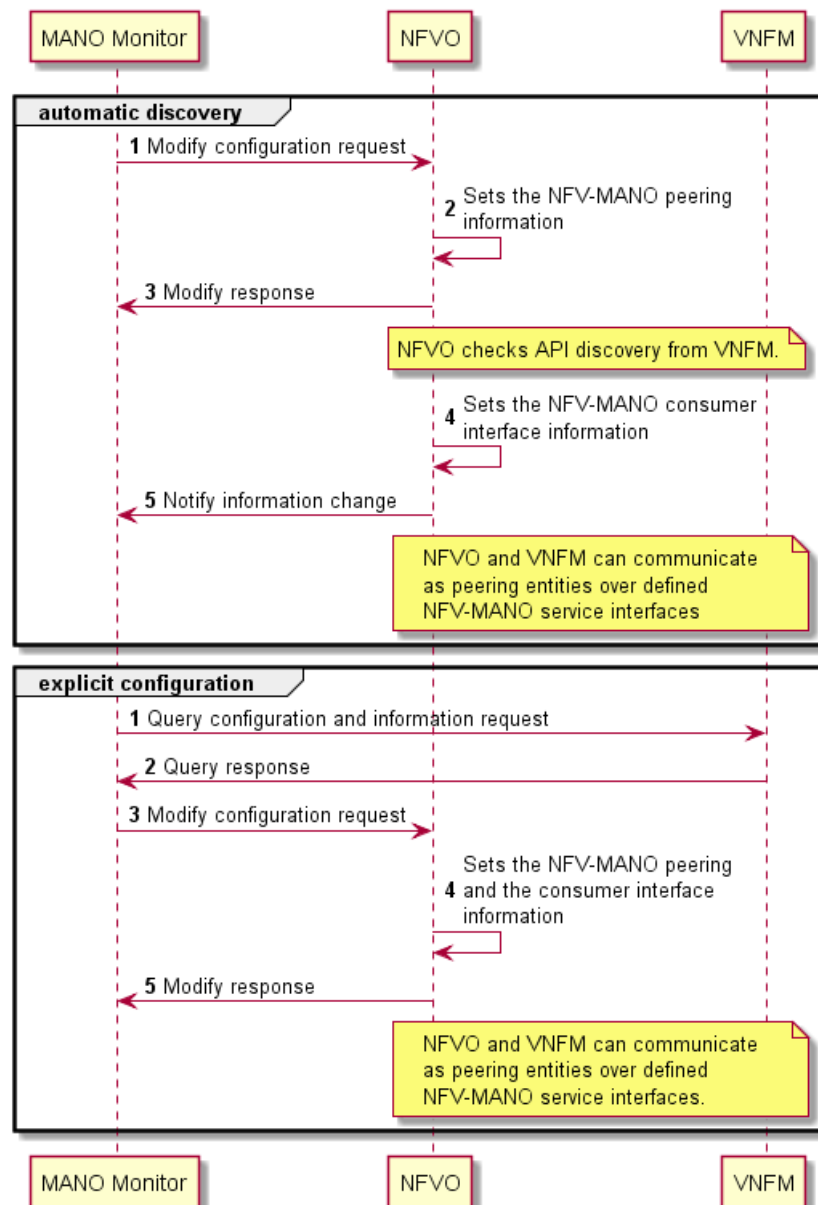 MANO Monitor NFVO VNFM
automatic discovery
1 Modify configuration request
2 Sets the NFV-MANO peering
information
3 Modify response
NFVO checks API discovery from VNFM.
4 Sets the NFV-MANO consumer
interface information
5 Notify information change
NFVO and VNFM can communicate
as peering entities over defined
NFV-MANO service interfaces
explicit configuration
1 Query configuration and information request
2 Query response
3 Modify configuration request
Sets the NFV-MANO peering
4 and the consumer interface
information
5 Modify response
NFVO and VNFM can communicate
as peering entities over defined
NFV-MANO service interfaces.
MANO Monitor NFVO VNFM